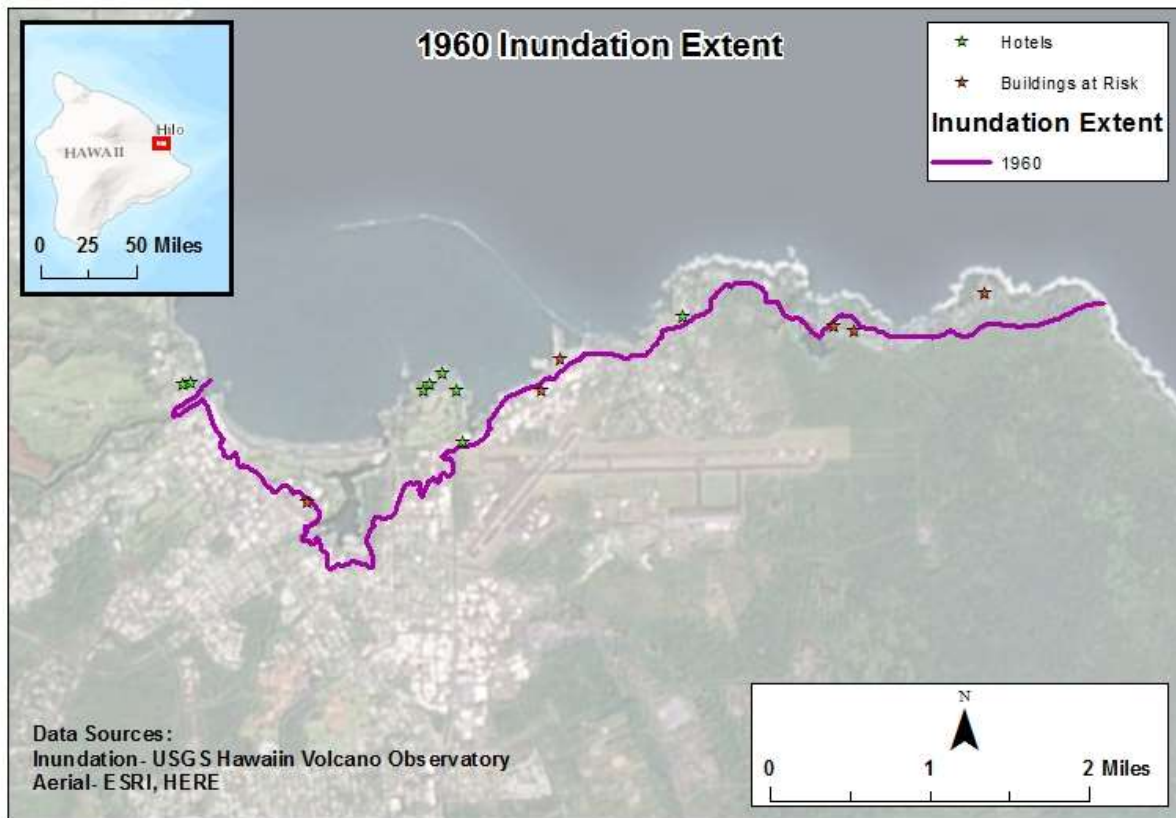 1960 Inundation Extent
Hotels
Buildings at Risk
Inundation Extent
1960
Hilo
HAWAII
0 25 50 Miles
N
0 1 2 Miles
Data Sources:
Inundation- USGS Hawaiin Volcano Observatory
Aerial- ESRI, HERE